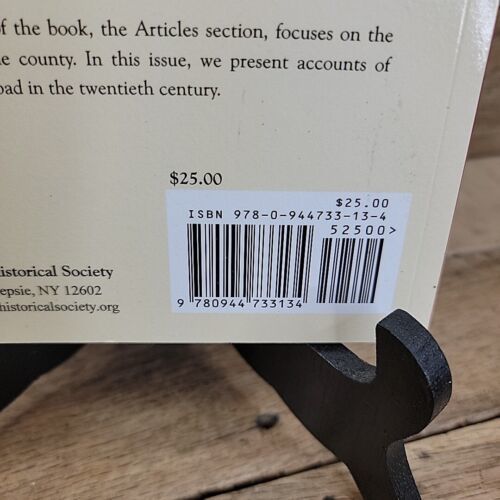 of the book, the Articles section, focuses on the
e county. In this issue, we present accounts of
oad in the twentieth century.
$25.00
$25.00
ISBN 978-0-944733-13-4
52500>
9 780944 733134
istorical Society
epsie, NY 12602
historicalsociety.org